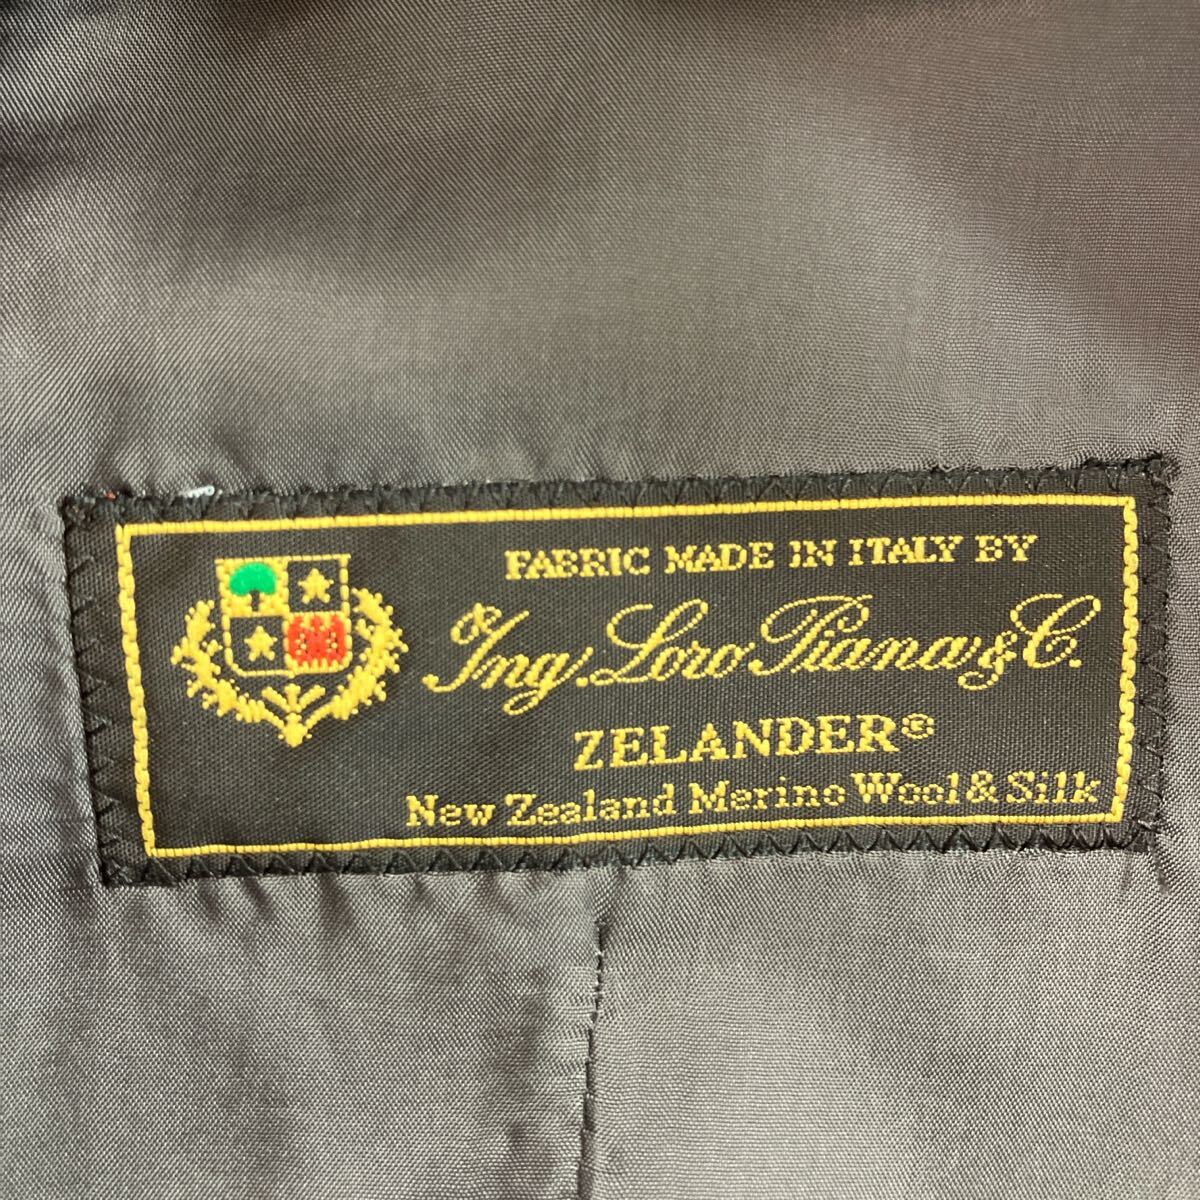 FABRIC MADE IN ITALY BY
Ing. Loro Piana & C.
ZELANDER®
New Zealand Merino Wool & Silk